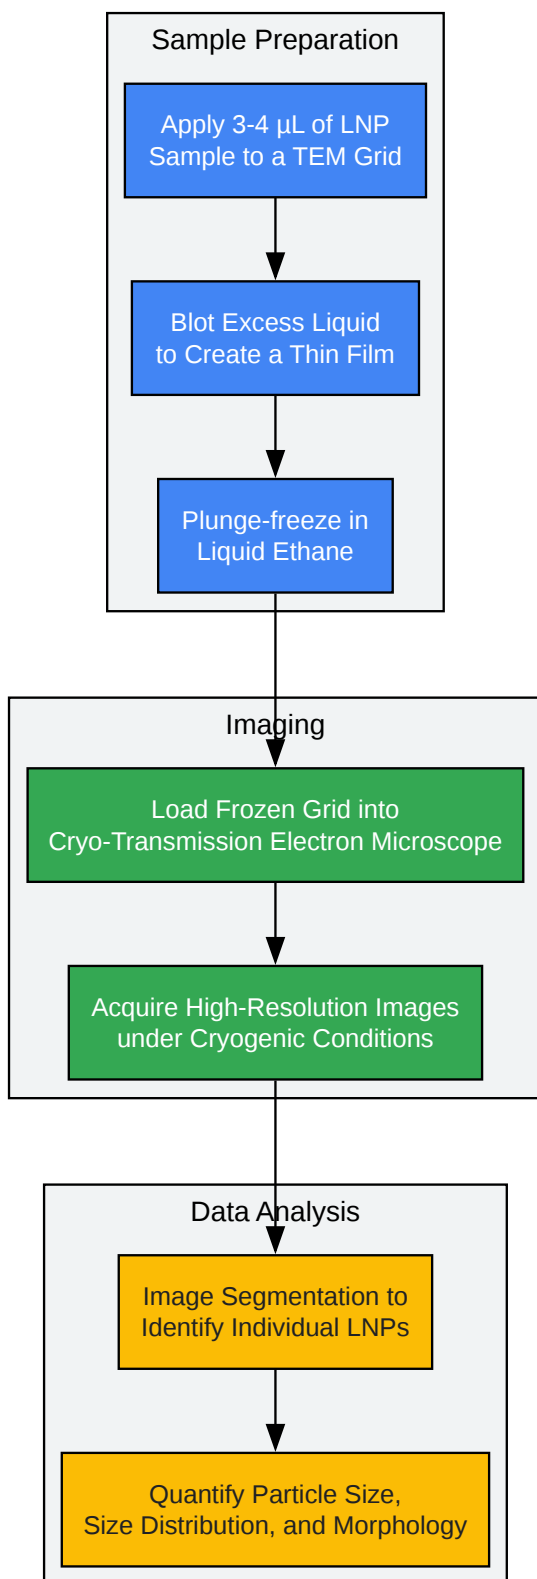 Sample Preparation
Apply 3-4 µL of LNP
Sample to a TEM Grid
Blot Excess Liquid
to Create a Thin Film
Plunge-freeze in
Liquid Ethane
Imaging
Load Frozen Grid into
Cryo-Transmission Electron Microscope
Acquire High-Resolution Images
under Cryogenic Conditions
Data Analysis
Image Segmentation to
Identify Individual LNPs
Quantify Particle Size,
Size Distribution, and Morphology